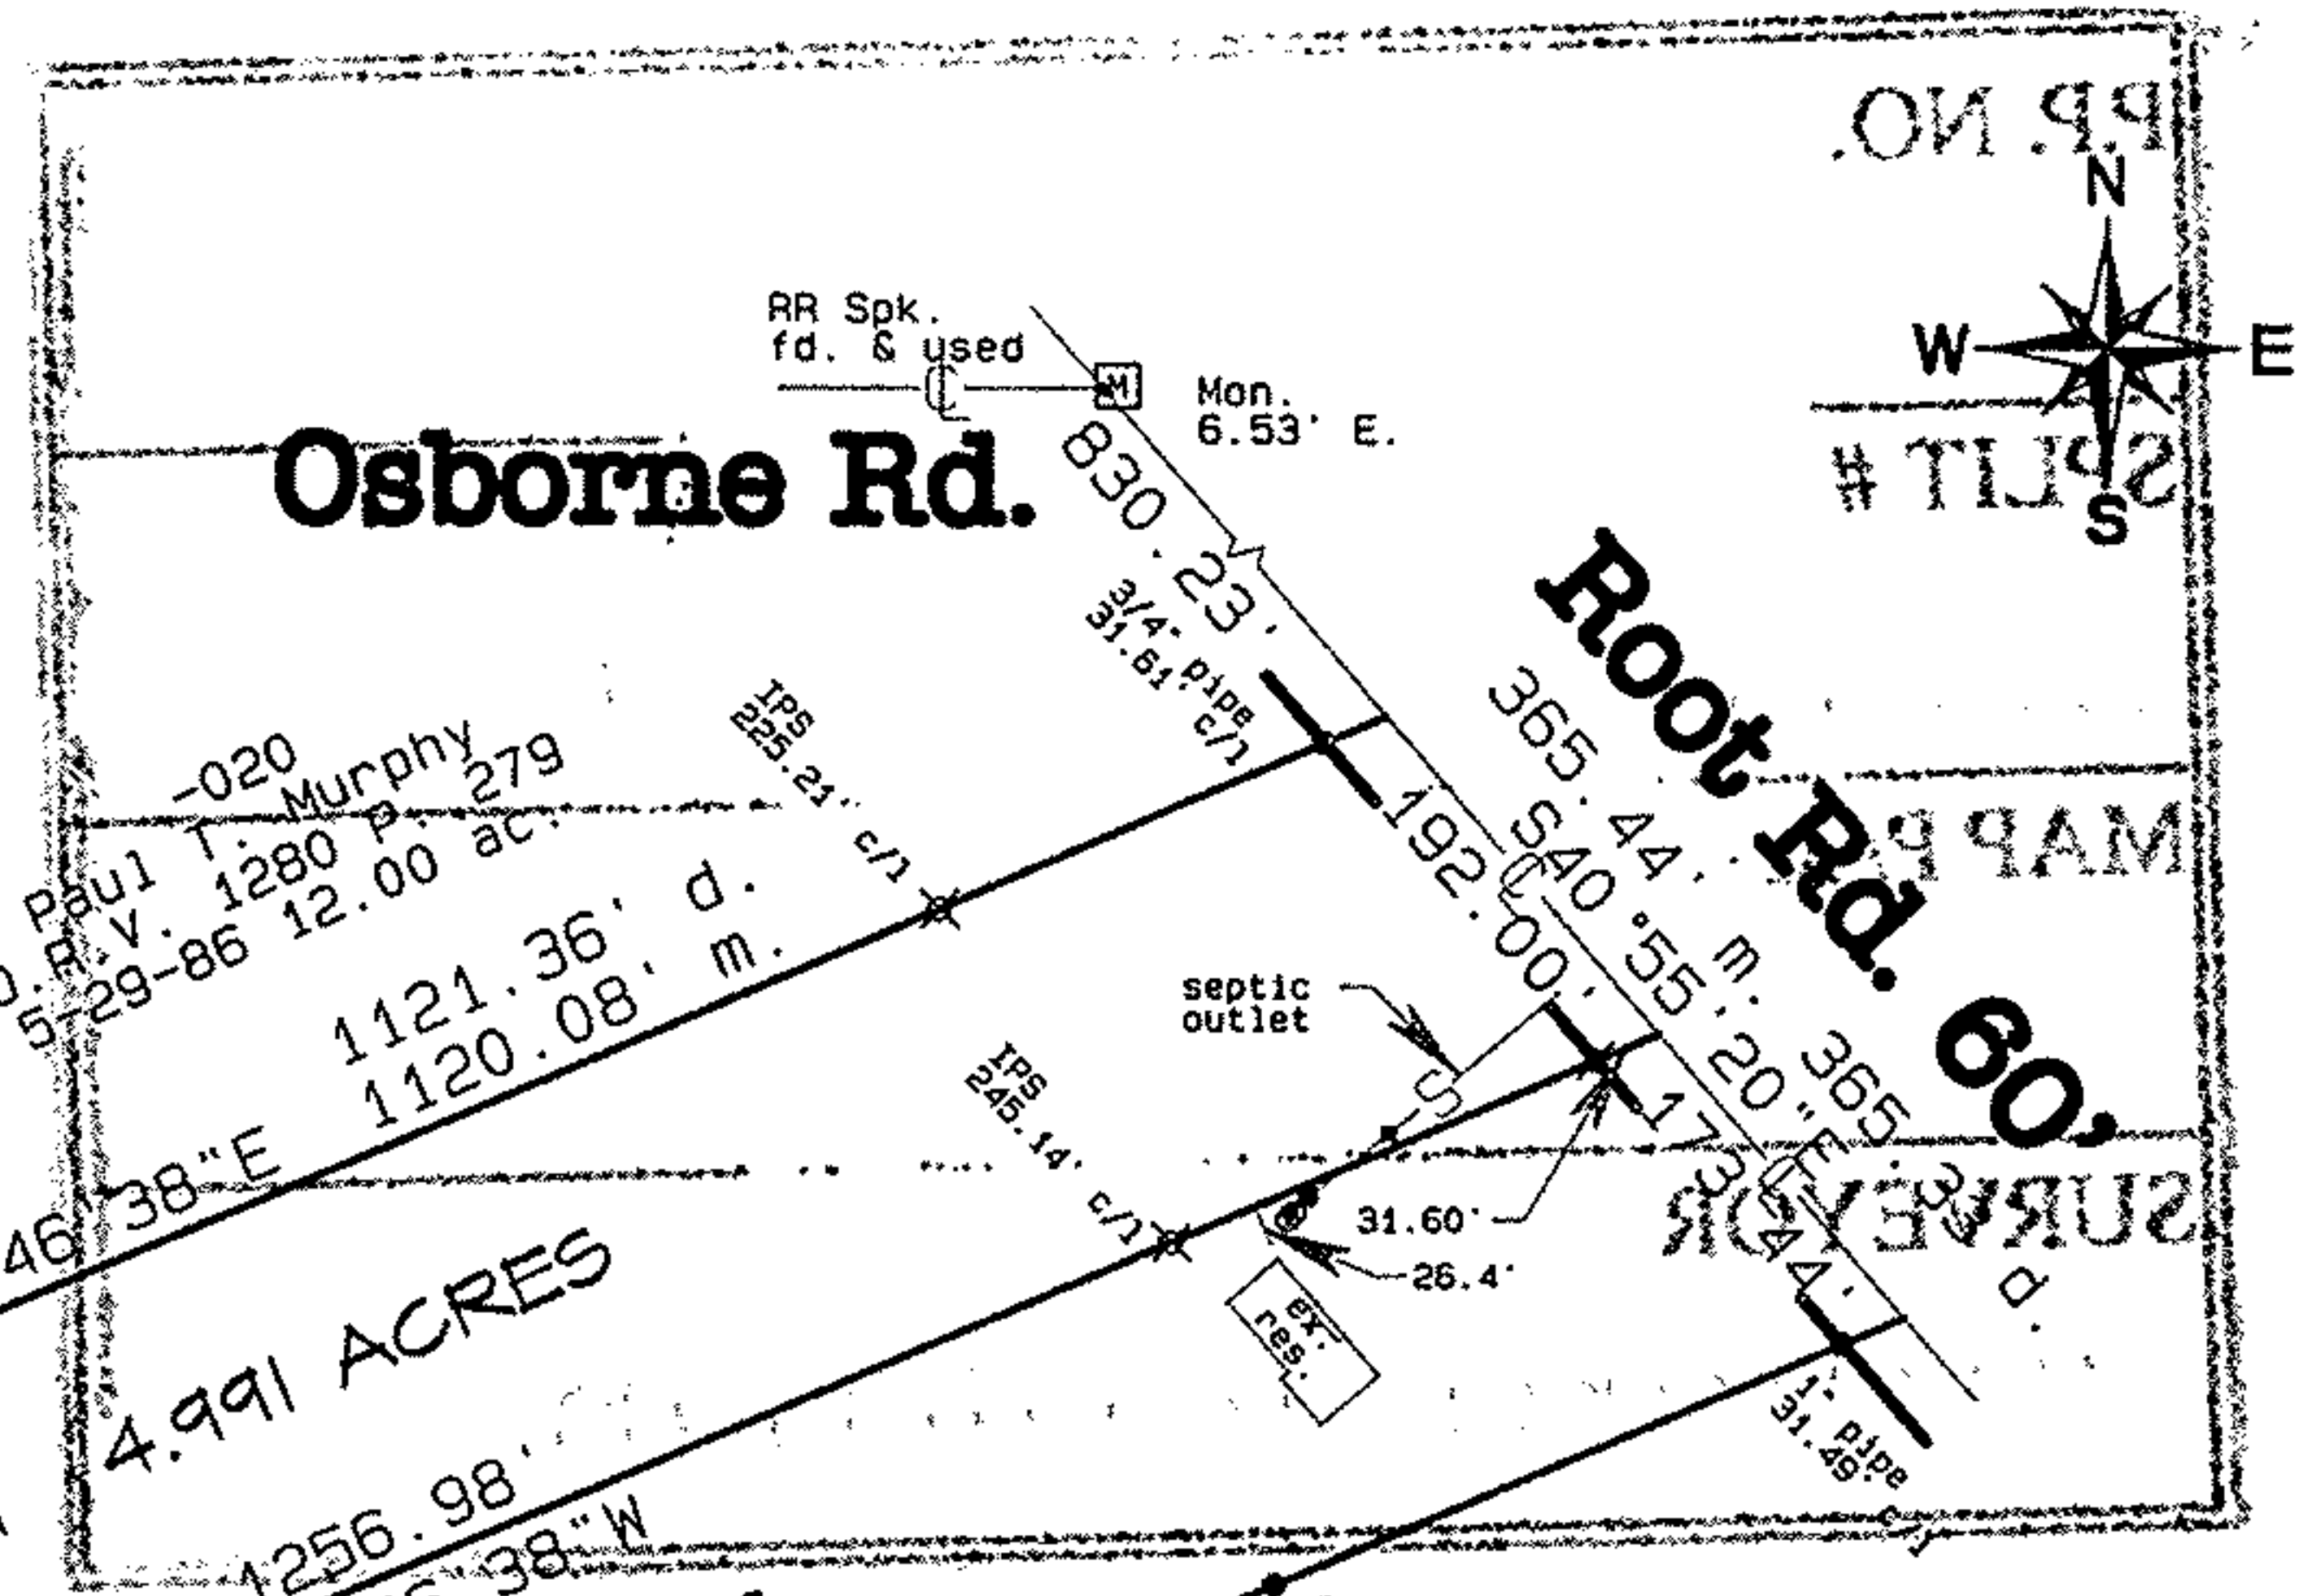 P.P. NO.
N
W E
S
SPLIT #
RR Spk.
fd. & used
M
Mon.
6.53' E.
Osborne Rd.
830.23'
3/4" pipe
31.61' c/l
Root Rd. 60'
365.44' m. 365.33' d.
S40°55'20"E
192.00'
173.44'
MAP
SURVEYOR
IPS
225.21' c/l
-020
Paul T. Murphy
D.R.V. 1280 P. 279
5-29-86 12.00 ac.
1121.36' d.
1120.08' m.
46'38"E
septic
outlet
S
IPS
245.14' c/l
31.60'
26.4'
ex.
res.
4.991 ACRES
1" pipe
31.49'
1256.98'
38"W